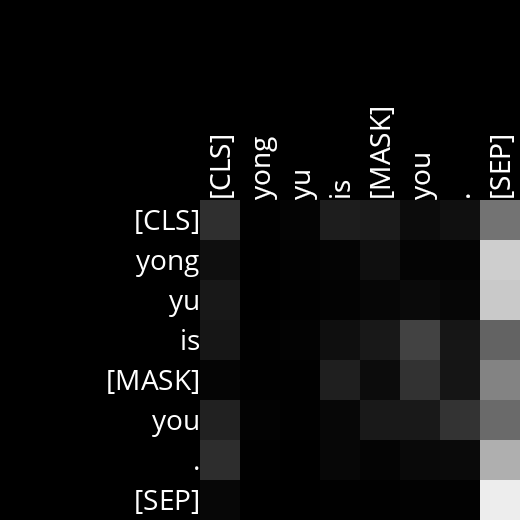 [CLS] yong yu is [MASK] you . [SEP]
[CLS]
yong
yu
is
[MASK]
you
.
[SEP]